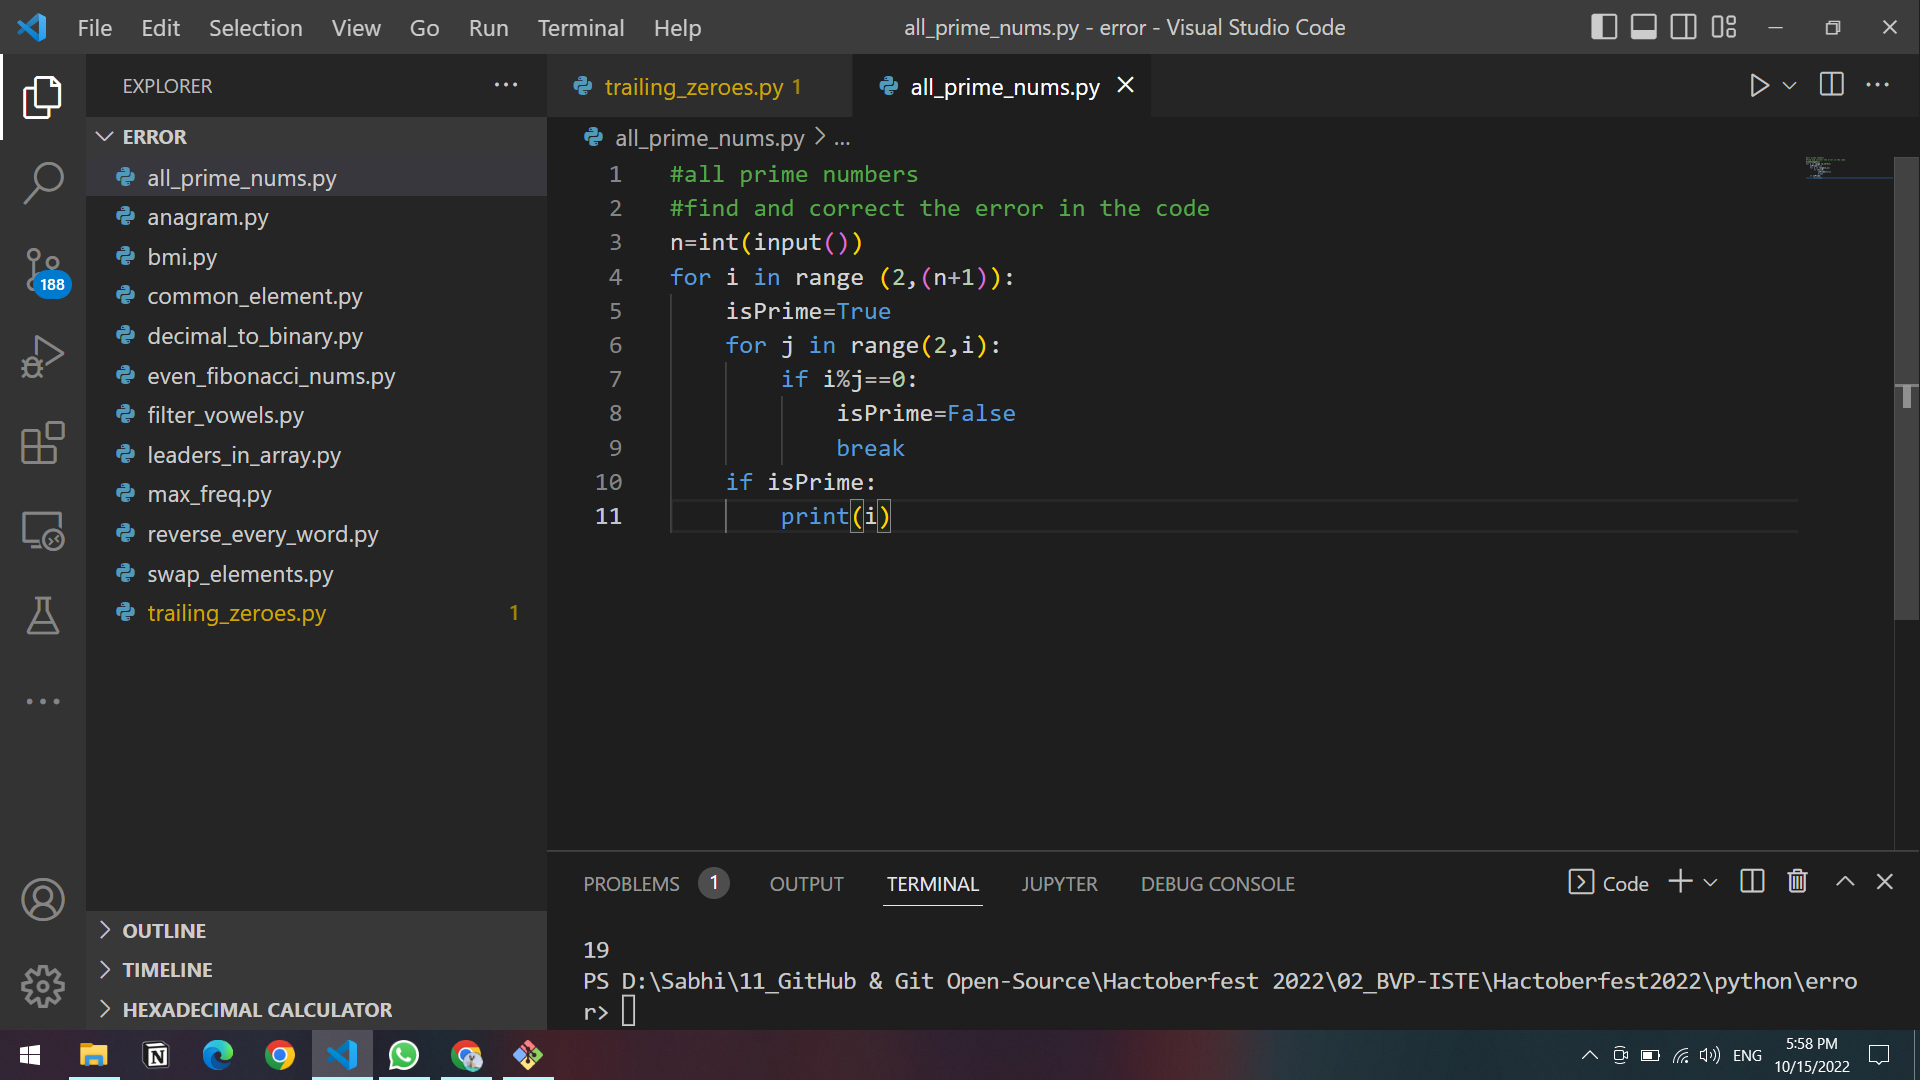 File Edit Selection View Go Run Terminal Help
all_prime_nums.py - error - Visual Studio Code
EXPLORER
ERROR
all_prime_nums.py
anagram.py
bmi.py
common_element.py
decimal_to_binary.py
even_fibonacci_nums.py
filter_vowels.py
leaders_in_array.py
max_freq.py
reverse_every_word.py
swap_elements.py
trailing_zeroes.py 1
188
OUTLINE
TIMELINE
HEXADECIMAL CALCULATOR
trailing_zeroes.py 1
all_prime_nums.py
all_prime_nums.py > ...
1 #all prime numbers
2 #find and correct the error in the code
3 n=int(input())
4 for i in range (2,(n+1)):
5 isPrime=True
6 for j in range(2,i):
7 if i%j==0:
8 isPrime=False
9 break
10 if isPrime:
11 print(i)
PROBLEMS 1 OUTPUT TERMINAL JUPYTER DEBUG CONSOLE
Code
19
PS D:\Sabhi\11_GitHub & Git Open-Source\Hactoberfest 2022\02_BVP-ISTE\Hactoberfest2022\python\erro
r>
ENG
5:58 PM
10/15/2022